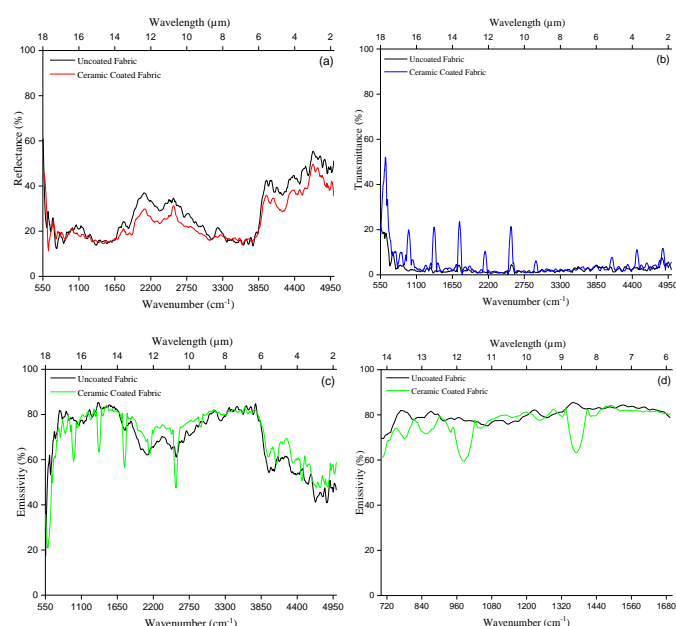 Wavelength (µm)
18 16 14 12 10 8 6 4 2
100 80 60 40 20 0
Reflectance (%)
Uncoated Fabric
Ceramic Coated Fabric
(a)
550 1100 1650 2200 2750 3300 3850 4400 4950
Wavenumber (cm-1)
Wavelength (µm)
18 16 14 12 10 8 6 4 2
100 80 60 40 20 0
Transmittance (%)
Uncoated Fabric
Ceramic Coated Fabric
(b)
550 1100 1650 2200 2750 3300 3850 4400 4950
Wavenumber (cm-1)
Wavelength (µm)
18 16 14 12 10 8 6 4 2
100 80 60 40 20 0
Emissivity (%)
Uncoated Fabric
Ceramic Coated Fabric
(c)
550 1100 1650 2200 2750 3300 3850 4400 4950
Wavenumber (cm-1)
Wavelength (µm)
14 13 12 11 10 9 8 7 6
100 80 60 40 20 0
Emissivity (%)
Uncoated Fabric
Ceramic Coated Fabric
(d)
720 840 960 1080 1200 1320 1440 1560 1680
Wavenumber (cm-1)